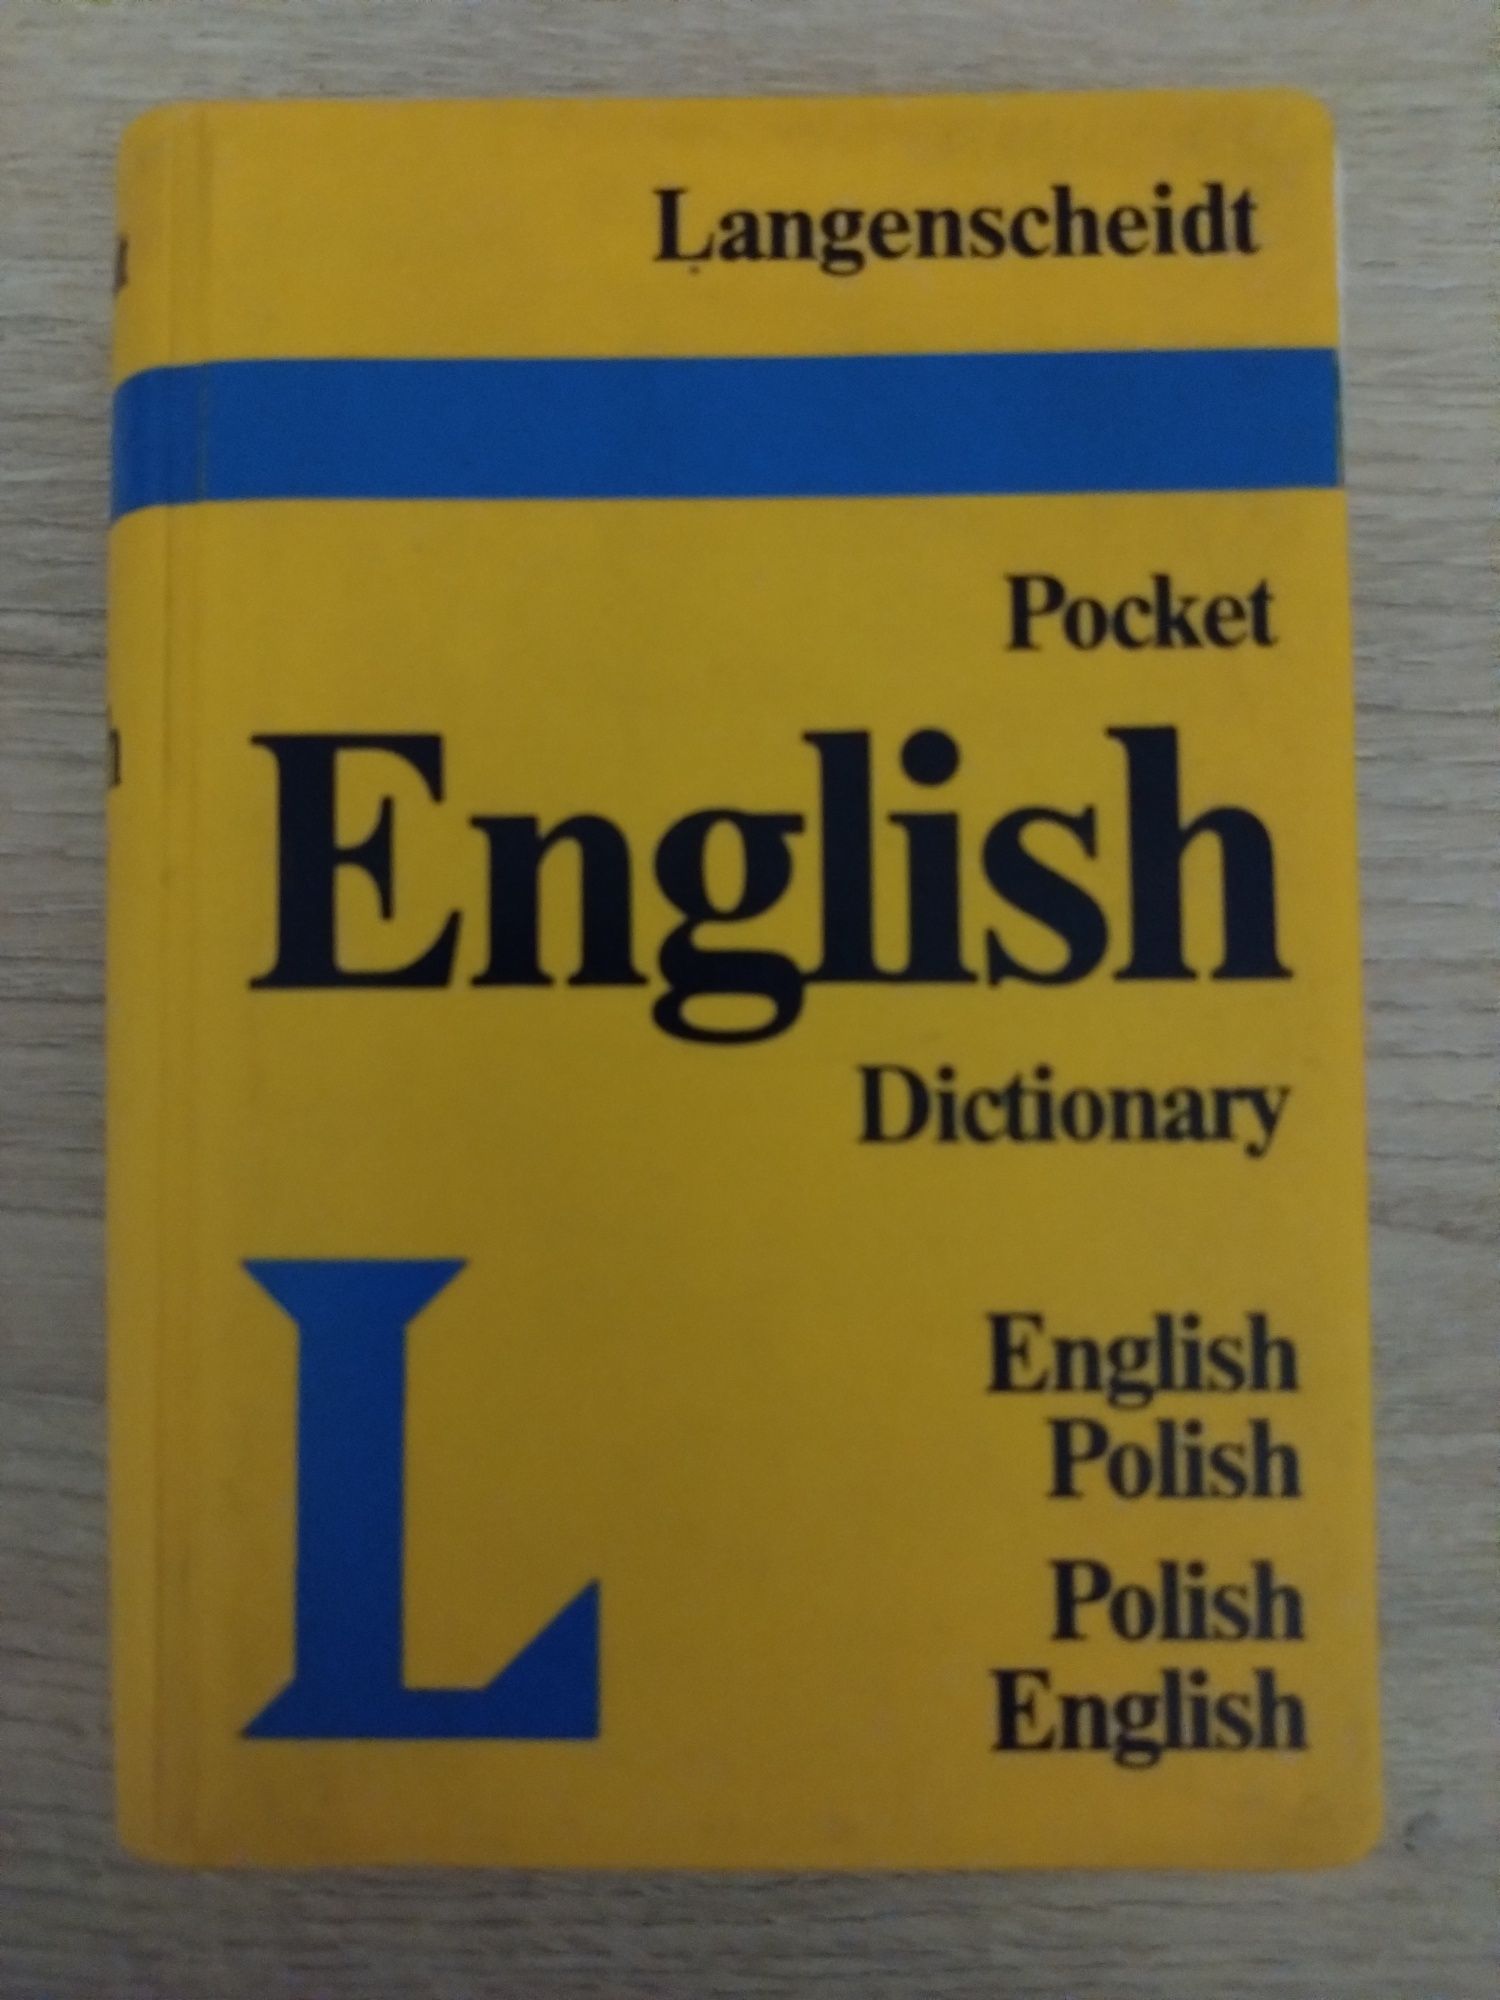 Langenscheidt
Pocket
English
Dictionary
L
English
Polish
Polish
English